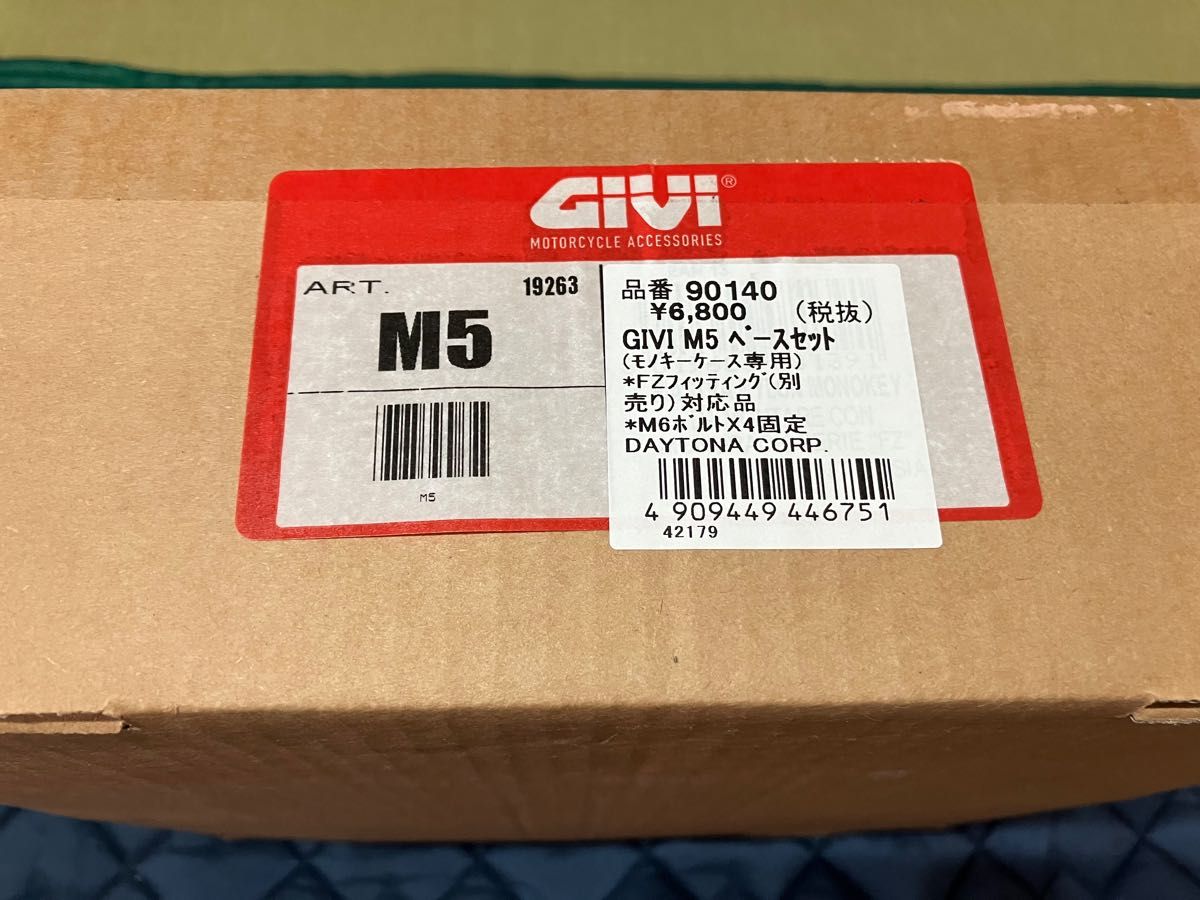 GIVI®
MOTORCYCLE ACCESSORIES
ART. 19263
M5
M5
品番 90140
¥6,800 (税抜)
GIVI M5 ベースセット
(モノキーケース専用)
*FZフィッティング(別
売り)対応品
*M6ボルトX4固定
DAYTONA CORP.
4 909449 446751
42179
MONOKEY
CON